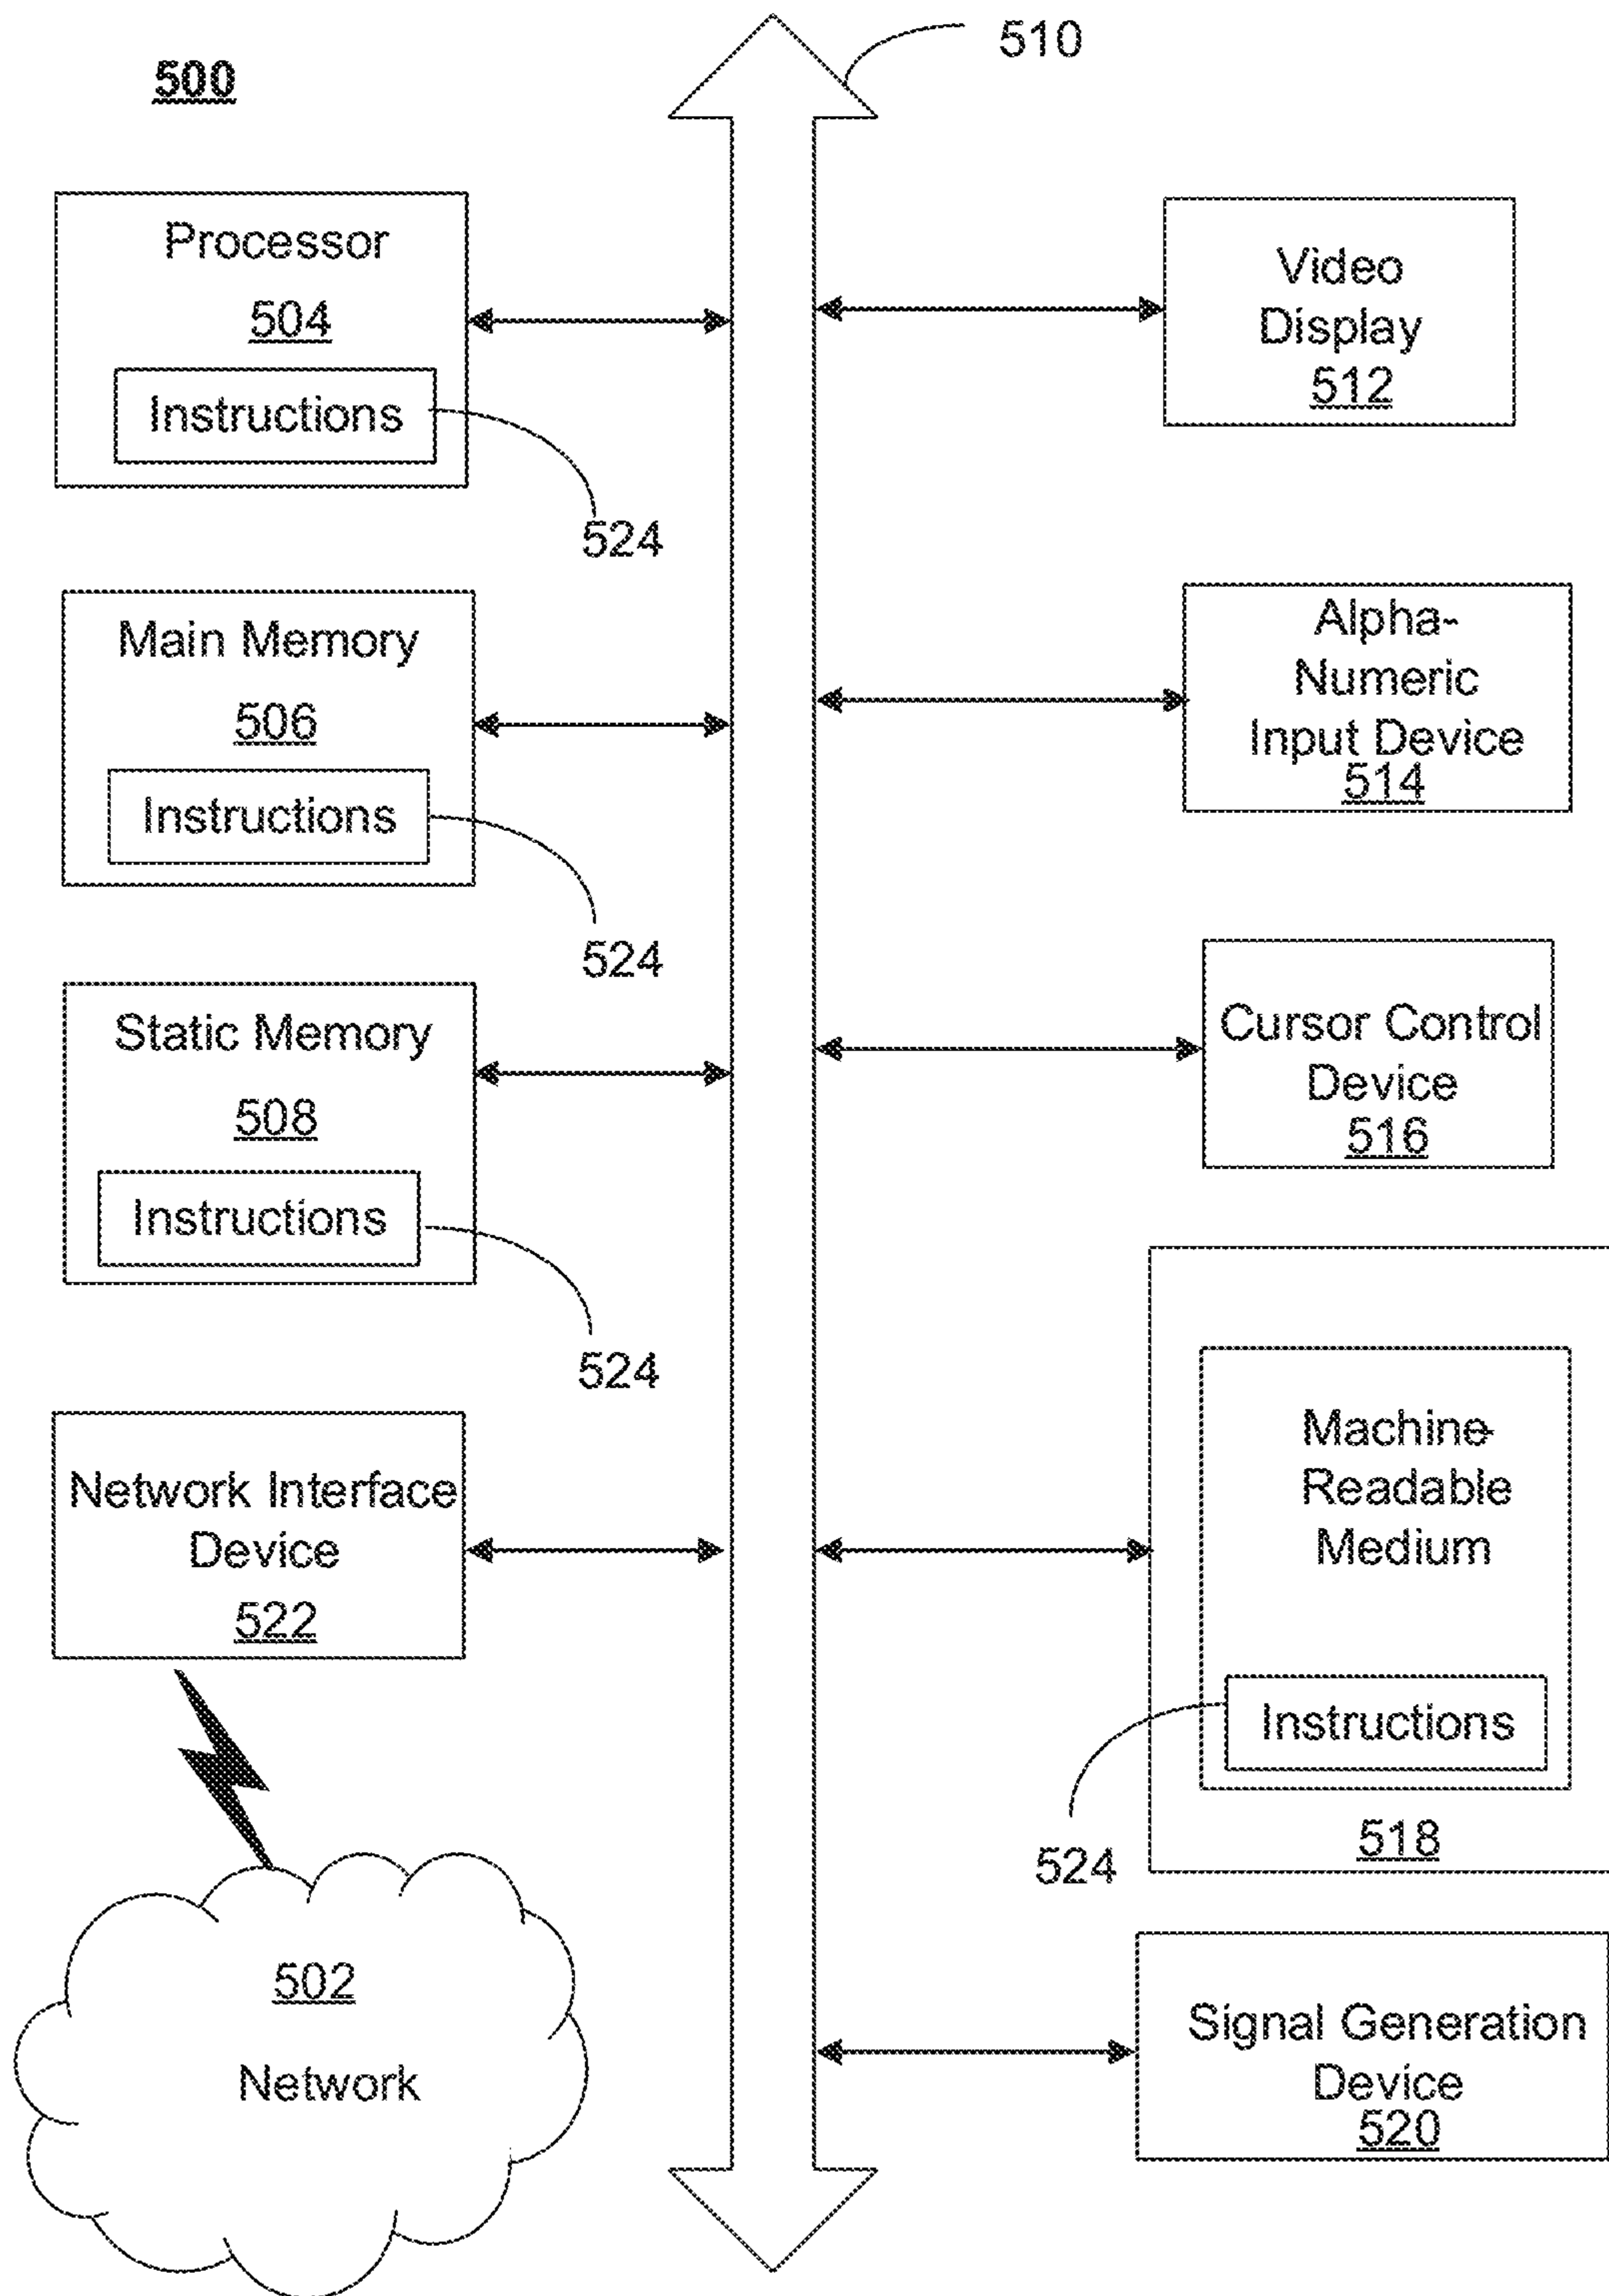 500
510
Processor
504
Instructions
524
Main Memory
506
Instructions
524
Static Memory
508
Instructions
524
Network Interface
Device
522
502
Network
Video
Display
512
Alpha-
Numeric
Input Device
514
Cursor Control
Device
516
Machine-
Readable
Medium
Instructions
524
518
Signal Generation
Device
520